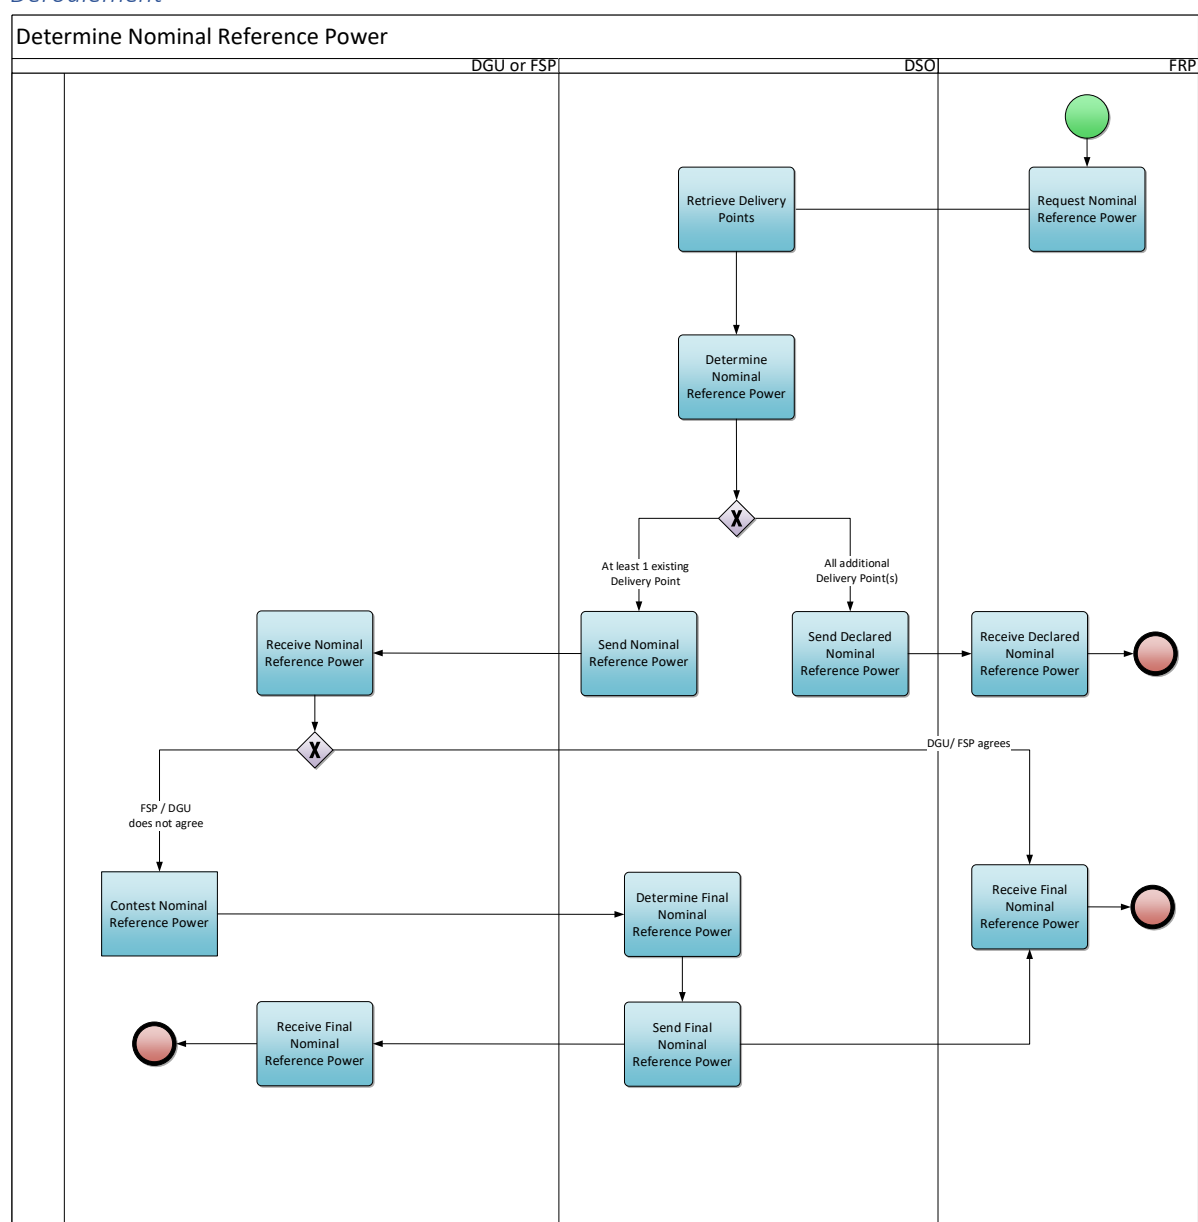 Déroulement
Determine Nominal Reference Power
DGU or FSP
DSO
FRP
Retrieve Delivery
Points
Request Nominal
Reference Power
Determine
Nominal
Reference Power
X
At least 1 existing
Delivery Point
All additional
Delivery Point(s)
Receive Nominal
Reference Power
Send Nominal
Reference Power
Send Declared
Nominal
Reference Power
Receive Declared
Nominal
Reference Power
X
DGU/ FSP agrees
FSP / DGU
does not agree
Contest Nominal
Reference Power
Determine Final
Nominal
Reference Power
Receive Final
Nominal
Reference Power
Receive Final
Nominal
Reference Power
Send Final
Nominal
Reference Power